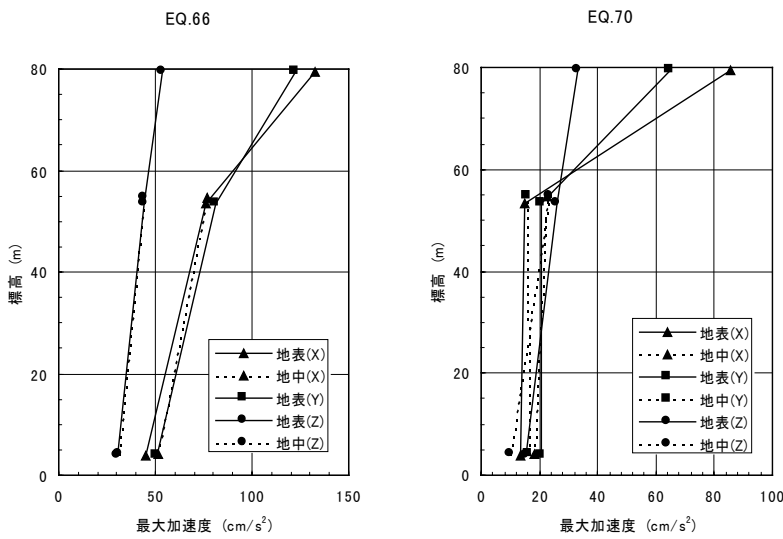 EQ.66
80
60
40
20
0
標高 (m)
0 50 100 150
最大加速度 (cm/s²)
地表(X)
地中(X)
地表(Y)
地表(Z)
地中(Z)
EQ.70
80
60
40
20
0
標高 (m)
0 20 40 60 80 100
最大加速度 (cm/s²)
地表(X)
地中(X)
地表(Y)
地中(Y)
地表(Z)
地中(Z)